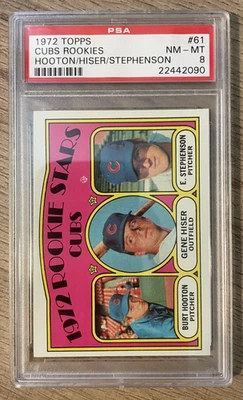 PSA
1972 TOPPS #61
CUBS ROOKIES NM - MT
HOOTON/HISER/STEPHENSON 8
22442090
1972 ROOKIE STARS
CUBS
E. STEPHENSON
PITCHER
GENE HISER
OUTFIELD
BURT HOOTON
PITCHER